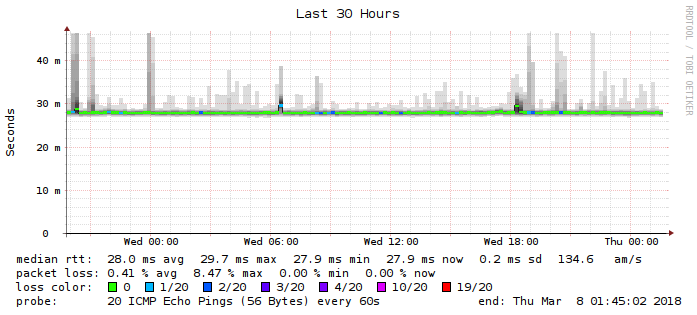 Last 30 Hours
RRDTOOL / TOBI OETIKER
Seconds
40 m
30 m
20 m
10 m
0
Wed 00:00 Wed 06:00 Wed 12:00 Wed 18:00 Thu 00:00
median rtt: 28.0 ms avg 29.7 ms max 27.9 ms min 27.9 ms now 0.2 ms sd 134.6 am/s
packet loss: 0.41 % avg 8.47 % max 0.00 % min 0.00 % now
loss color: 0 1/20 2/20 3/20 4/20 10/20 19/20
probe: 20 ICMP Echo Pings (56 Bytes) every 60s end: Thu Mar 8 01:45:02 2018